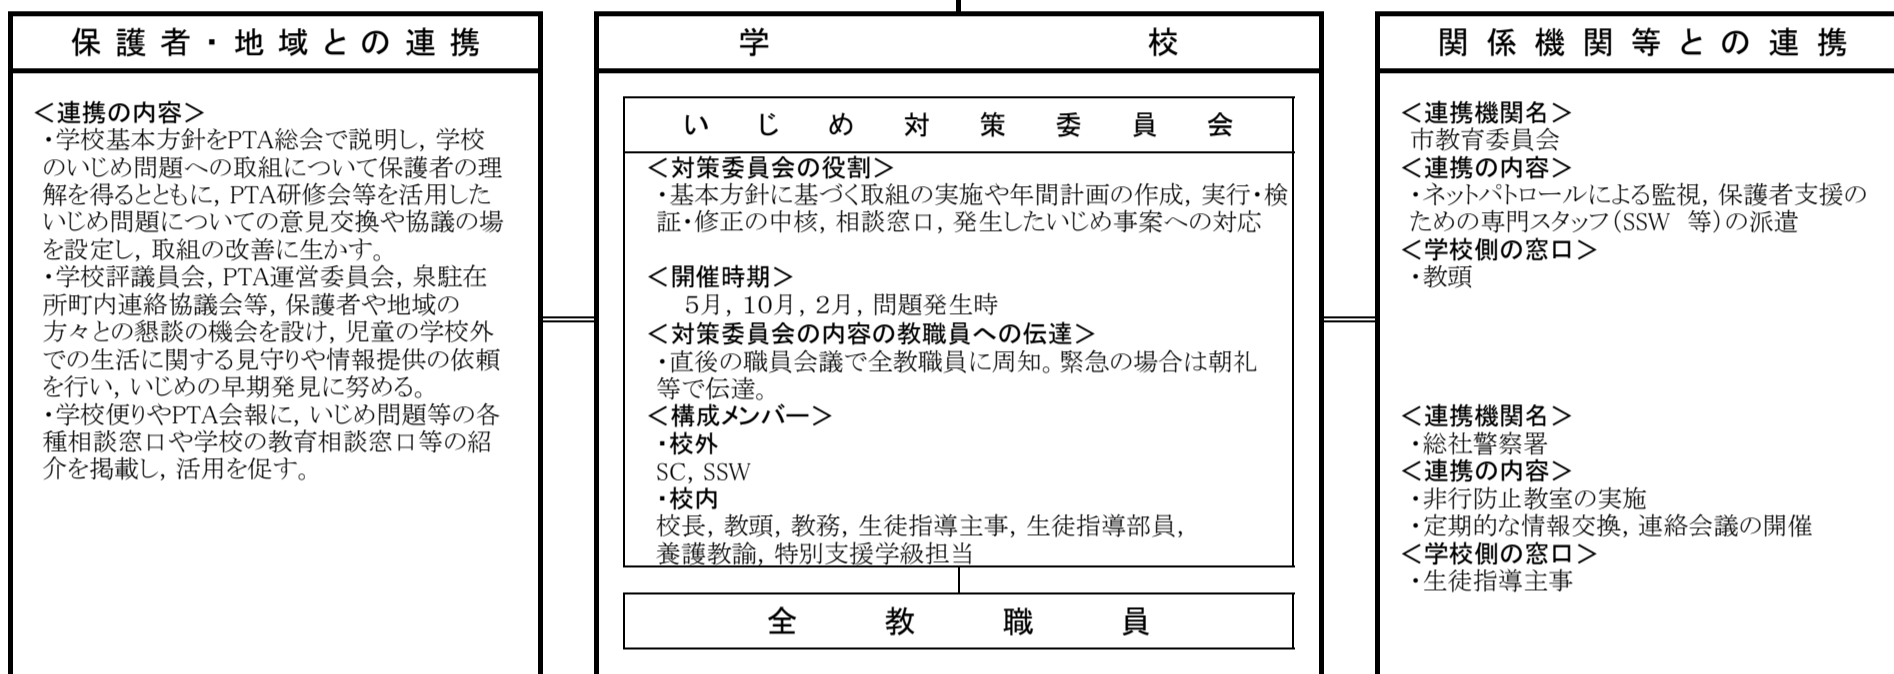 保護者・地域との連携
＜連携の内容＞
・学校基本方針をPTA総会で説明し，学校
のいじめ問題への取組について保護者の理
解を得るとともに，PTA研修会等を活用した
いじめ問題についての意見交換や協議の場
を設定し，取組の改善に生かす。
・学校評議員会，PTA運営委員会，泉駐在
所町内連絡協議会等，保護者や地域の
方々との懇談の機会を設け，児童の学校外
での生活に関する見守りや情報提供の依頼
を行い，いじめの早期発見に努める。
・学校便りやPTA会報に，いじめ問題等の各
種相談窓口や学校の教育相談窓口等の紹
介を掲載し，活用を促す。
学校
いじめ対策委員会
＜対策委員会の役割＞
・基本方針に基づく取組の実施や年間計画の作成，実行・検
証・修正の中核，相談窓口，発生したいじめ事案への対応
＜開催時期＞
5月，10月，2月，問題発生時
＜対策委員会の内容の教職員への伝達＞
・直後の職員会議で全教職員に周知。緊急の場合は朝礼
等で伝達。
＜構成メンバー＞
・校外
SC，SSW
・校内
校長，教頭，教務，生徒指導主事，生徒指導部員，
養護教諭，特別支援学級担当
全教職員
関係機関等との連携
＜連携機関名＞
市教育委員会
＜連携の内容＞
・ネットパトロールによる監視，保護者支援の
ための専門スタッフ（SSW 等）の派遣
＜学校側の窓口＞
・教頭
＜連携機関名＞
・総社警察署
＜連携の内容＞
・非行防止教室の実施
・定期的な情報交換，連絡会議の開催
＜学校側の窓口＞
・生徒指導主事